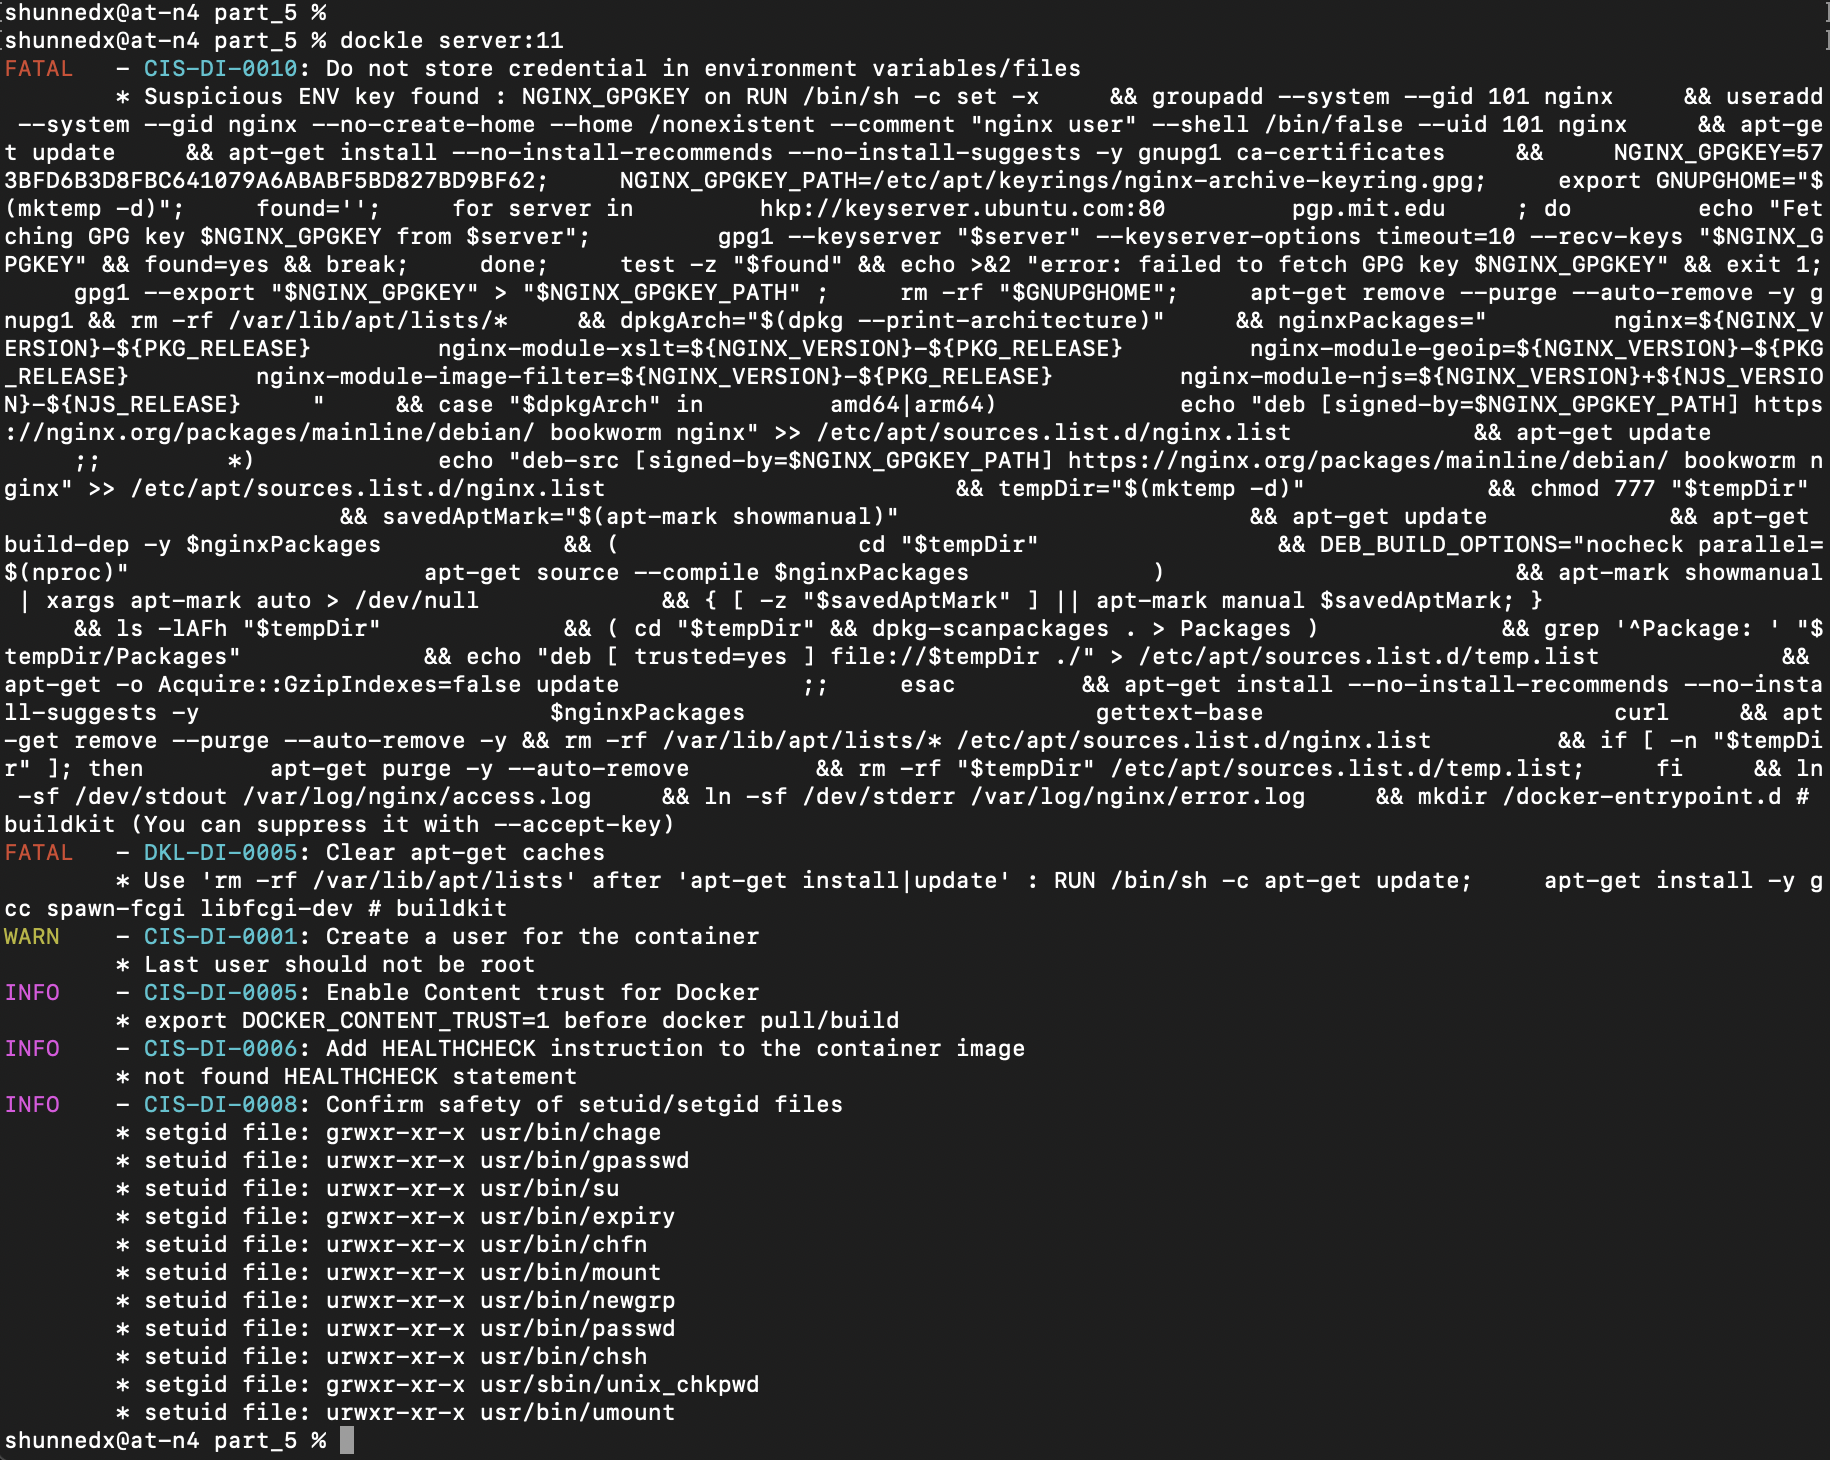 shunnedx@at-n4 part_5 %
shunnedx@at-n4 part_5 % dockle server:11
FATAL   - CIS-DI-0010: Do not store credential in environment variables/files
        * Suspicious ENV key found : NGINX_GPGKEY on RUN /bin/sh -c set -x     && groupadd --system --gid 101 nginx     && useradd
 --system --gid nginx --no-create-home --home /nonexistent --comment "nginx user" --shell /bin/false --uid 101 nginx     && apt-ge
t update     && apt-get install --no-install-recommends --no-install-suggests -y gnupg1 ca-certificates     &&     NGINX_GPGKEY=57
3BFD6B3D8FBC641079A6ABABF5BD827BD9BF62;     NGINX_GPGKEY_PATH=/etc/apt/keyrings/nginx-archive-keyring.gpg;     export GNUPGHOME="$
(mktemp -d)";     found='';     for server in         hkp://keyserver.ubuntu.com:80         pgp.mit.edu     ; do         echo "Fet
ching GPG key $NGINX_GPGKEY from $server";         gpg1 --keyserver "$server" --keyserver-options timeout=10 --recv-keys "$NGINX_G
PGKEY" && found=yes && break;     done;     test -z "$found" && echo >&2 "error: failed to fetch GPG key $NGINX_GPGKEY" && exit 1;
     gpg1 --export "$NGINX_GPGKEY" > "$NGINX_GPGKEY_PATH" ;     rm -rf "$GNUPGHOME";     apt-get remove --purge --auto-remove -y g
nupg1 && rm -rf /var/lib/apt/lists/*     && dpkgArch="$(dpkg --print-architecture)"     && nginxPackages="         nginx=${NGINX_V
ERSION}-${PKG_RELEASE}         nginx-module-xslt=${NGINX_VERSION}-${PKG_RELEASE}         nginx-module-geoip=${NGINX_VERSION}-${PKG
_RELEASE}         nginx-module-image-filter=${NGINX_VERSION}-${PKG_RELEASE}         nginx-module-njs=${NGINX_VERSION}+${NJS_VERSIO
N}-${NJS_RELEASE}     "     && case "$dpkgArch" in         amd64|arm64)             echo "deb [signed-by=$NGINX_GPGKEY_PATH] https
://nginx.org/packages/mainline/debian/ bookworm nginx" >> /etc/apt/sources.list.d/nginx.list             && apt-get update
     ;;         *)             echo "deb-src [signed-by=$NGINX_GPGKEY_PATH] https://nginx.org/packages/mainline/debian/ bookworm n
ginx" >> /etc/apt/sources.list.d/nginx.list                         && tempDir="$(mktemp -d)"             && chmod 777 "$tempDir"
                        && savedAptMark="$(apt-mark showmanual)"                         && apt-get update             && apt-get
build-dep -y $nginxPackages             && (                 cd "$tempDir"                 && DEB_BUILD_OPTIONS="nocheck parallel=
$(nproc)"                     apt-get source --compile $nginxPackages             )                         && apt-mark showmanual
 | xargs apt-mark auto > /dev/null             && { [ -z "$savedAptMark" ] || apt-mark manual $savedAptMark; }
     && ls -lAFh "$tempDir"             && ( cd "$tempDir" && dpkg-scanpackages . > Packages )             && grep '^Package: ' "$
tempDir/Packages"             && echo "deb [ trusted=yes ] file://$tempDir ./" > /etc/apt/sources.list.d/temp.list             &&
apt-get -o Acquire::GzipIndexes=false update             ;;     esac         && apt-get install --no-install-recommends --no-insta
ll-suggests -y                         $nginxPackages                         gettext-base                         curl     && apt
-get remove --purge --auto-remove -y && rm -rf /var/lib/apt/lists/* /etc/apt/sources.list.d/nginx.list         && if [ -n "$tempDi
r" ]; then         apt-get purge -y --auto-remove         && rm -rf "$tempDir" /etc/apt/sources.list.d/temp.list;     fi     && ln
 -sf /dev/stdout /var/log/nginx/access.log     && ln -sf /dev/stderr /var/log/nginx/error.log     && mkdir /docker-entrypoint.d #
buildkit (You can suppress it with --accept-key)
FATAL   - DKL-DI-0005: Clear apt-get caches
        * Use 'rm -rf /var/lib/apt/lists' after 'apt-get install|update' : RUN /bin/sh -c apt-get update;     apt-get install -y g
cc spawn-fcgi libfcgi-dev # buildkit
WARN    - CIS-DI-0001: Create a user for the container
        * Last user should not be root
INFO    - CIS-DI-0005: Enable Content trust for Docker
        * export DOCKER_CONTENT_TRUST=1 before docker pull/build
INFO    - CIS-DI-0006: Add HEALTHCHECK instruction to the container image
        * not found HEALTHCHECK statement
INFO    - CIS-DI-0008: Confirm safety of setuid/setgid files
        * setgid file: grwxr-xr-x usr/bin/chage
        * setuid file: urwxr-xr-x usr/bin/gpasswd
        * setuid file: urwxr-xr-x usr/bin/su
        * setgid file: grwxr-xr-x usr/bin/expiry
        * setuid file: urwxr-xr-x usr/bin/chfn
        * setuid file: urwxr-xr-x usr/bin/mount
        * setuid file: urwxr-xr-x usr/bin/newgrp
        * setuid file: urwxr-xr-x usr/bin/passwd
        * setuid file: urwxr-xr-x usr/bin/chsh
        * setgid file: grwxr-xr-x usr/sbin/unix_chkpwd
        * setuid file: urwxr-xr-x usr/bin/umount
shunnedx@at-n4 part_5 %